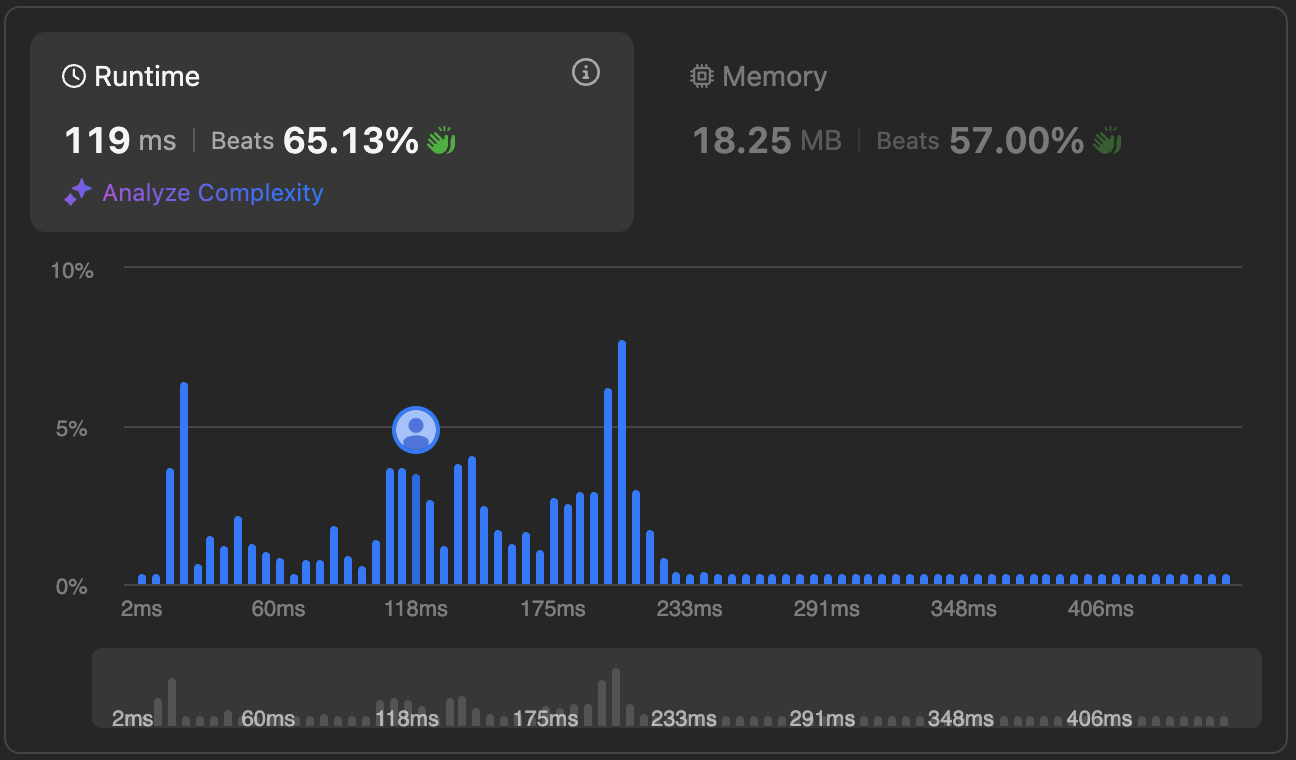 Runtime
119 ms | Beats 65.13%
Analyze Complexity
Memory
18.25 MB | Beats 57.00%
10%
5%
0%
2ms 60ms 118ms 175ms 233ms 291ms 348ms 406ms
2ms 60ms 118ms 175ms 233ms 291ms 348ms 406ms